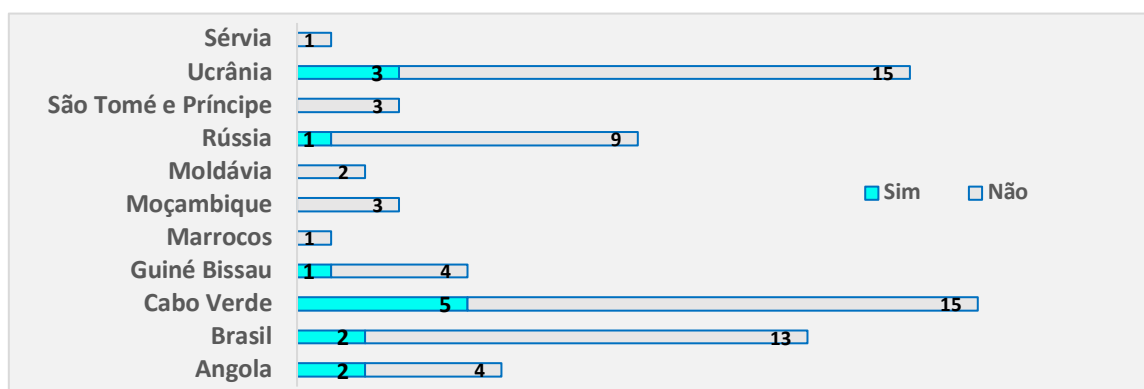 Sérvia 1
Ucrânia 3 15
São Tomé e Príncipe 3
Rússia 1 9
Moldávia 2
Sim Não
Moçambique 3
Marrocos 1
Guiné Bissau 1 4
Cabo Verde 5 15
Brasil 2 13
Angola 2 4